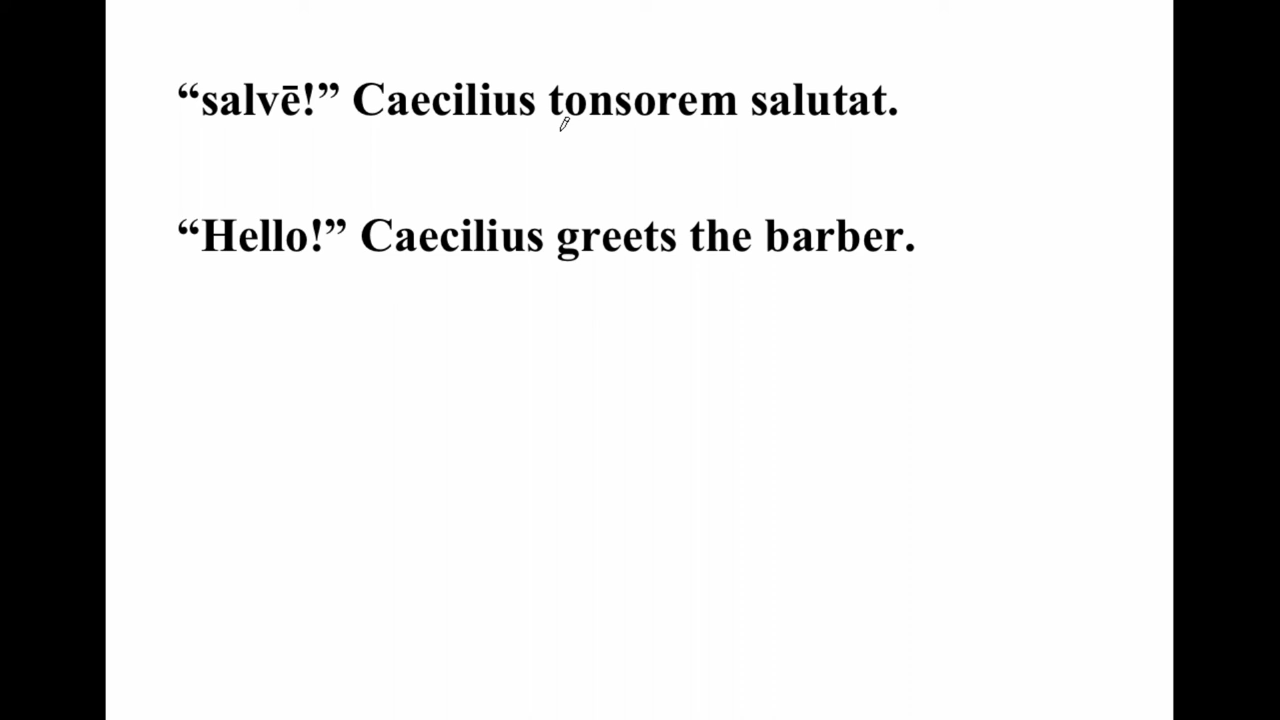 “salvē!” Caecilius tonsorem salutat.
“Hello!” Caecilius greets the barber.